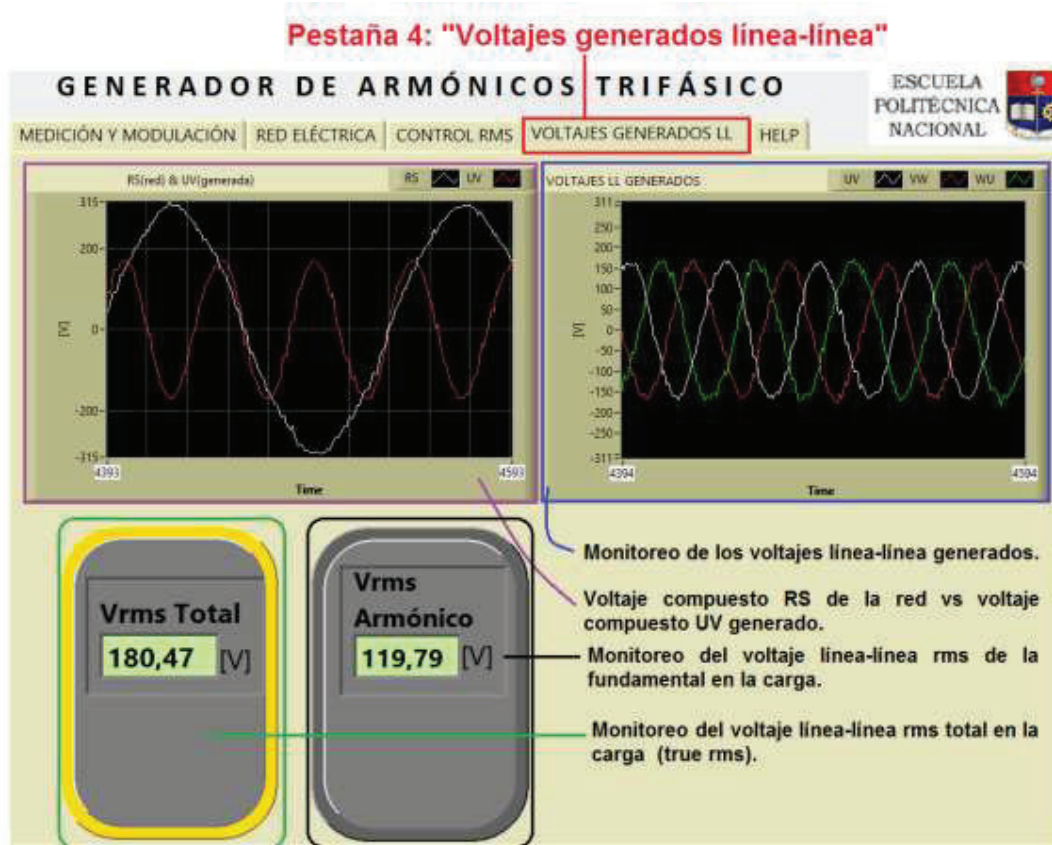 Pestaña 4: "Voltajes generados línea-línea"
GENERADOR DE ARMÓNICOS TRIFÁSICO
ESCUELA
POLITÉCNICA
NACIONAL
MEDICIÓN Y MODULACIÓN RED ELÉCTRICA CONTROL RMS VOLTAJES GENERADOS LL HELP
RS(red) & UV(generada) RS UV
315
200
0
-200
-315
[V]
4393 4593
Time
VOLTAJES LL GENERADOS UV VW WU
311
250
200
150
100
50
0
-50
-100
-150
-200
-250
-311
[V]
4394 4594
Time
Vrms Total
180,47 [V]
Vrms
Armónico
119,79 [V]
Monitoreo de los voltajes línea-línea generados.
Voltaje compuesto RS de la red vs voltaje
compuesto UV generado.
Monitoreo del voltaje línea-línea rms de la
fundamental en la carga.
Monitoreo del voltaje línea-línea rms total en la
carga (true rms).